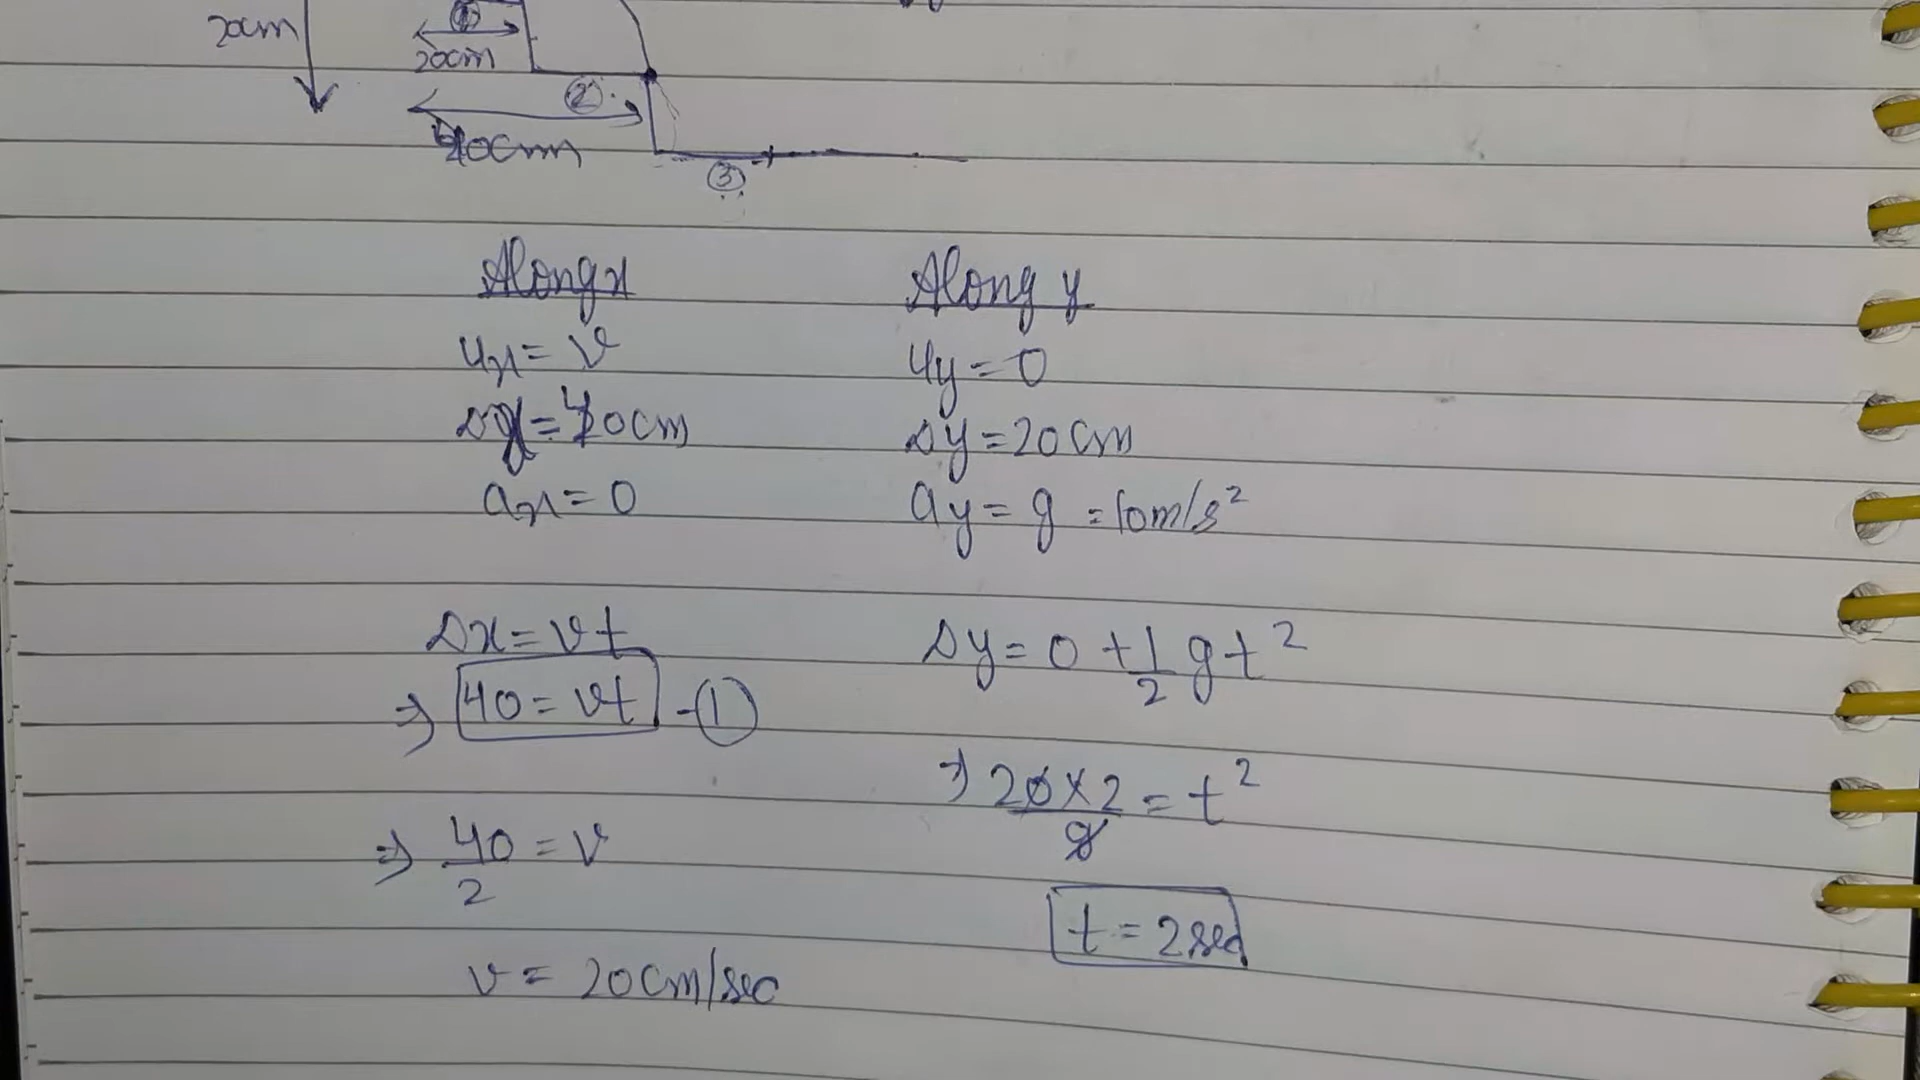 20cm
①
20cm
②
40cm
③
Along x Along y
ux = v uy = 0
Δx = 40cm Δy = 20cm
ax = 0 ay = g = 10m/s²
Δx = vt Δy = 0 + 1/2 gt²
⇒ 40 = vt - ① ⇒ 20×2/g = t²
⇒ 40/2 = v t = 2sec
v = 20cm/sec